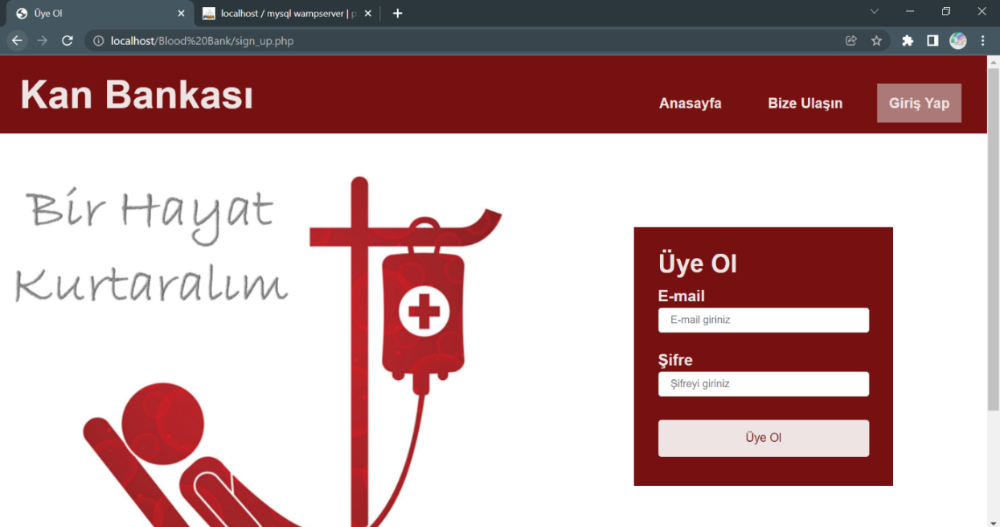 Üye Ol
localhost / mysql wampserver | p
localhost/Blood%20Bank/sign_up.php
Kan Bankası
Anasayfa
Bize Ulaşın
Giriş Yap
Bir Hayat
Kurtaralım
Üye Ol
E-mail
E-mail giriniz
Şifre
Şifreyi giriniz
Üye Ol